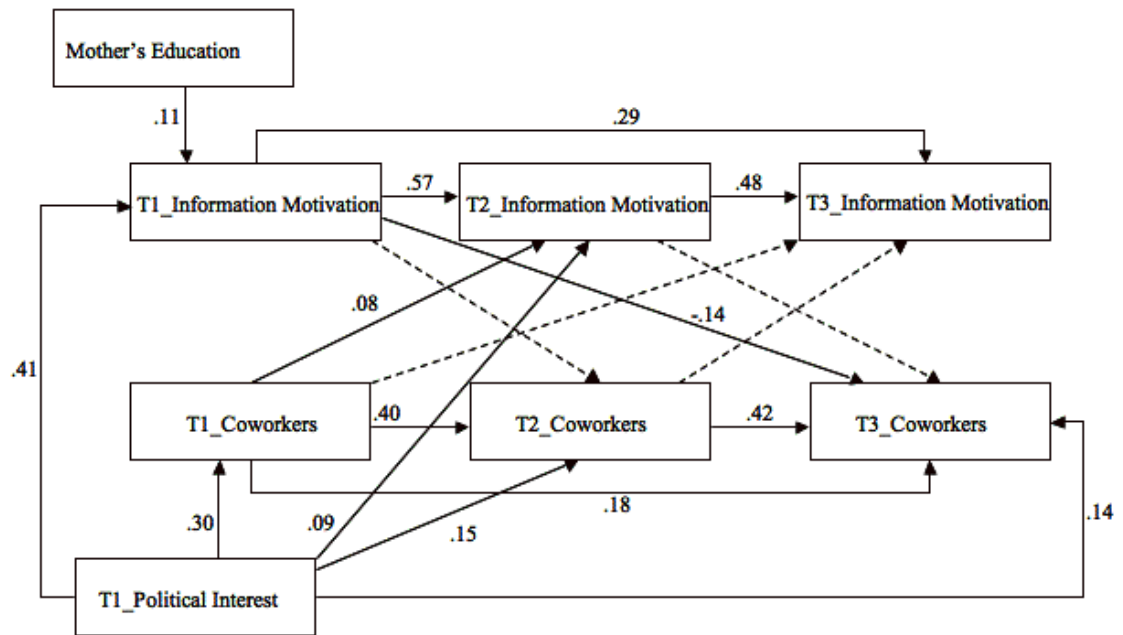 Mother’s Education
.11
.29
T1_Information Motivation
.57
T2_Information Motivation
.48
T3_Information Motivation
.08
-.14
.41
T1_Coworkers
.40
T2_Coworkers
.42
T3_Coworkers
.18
.30
.09
.15
.14
T1_Political Interest